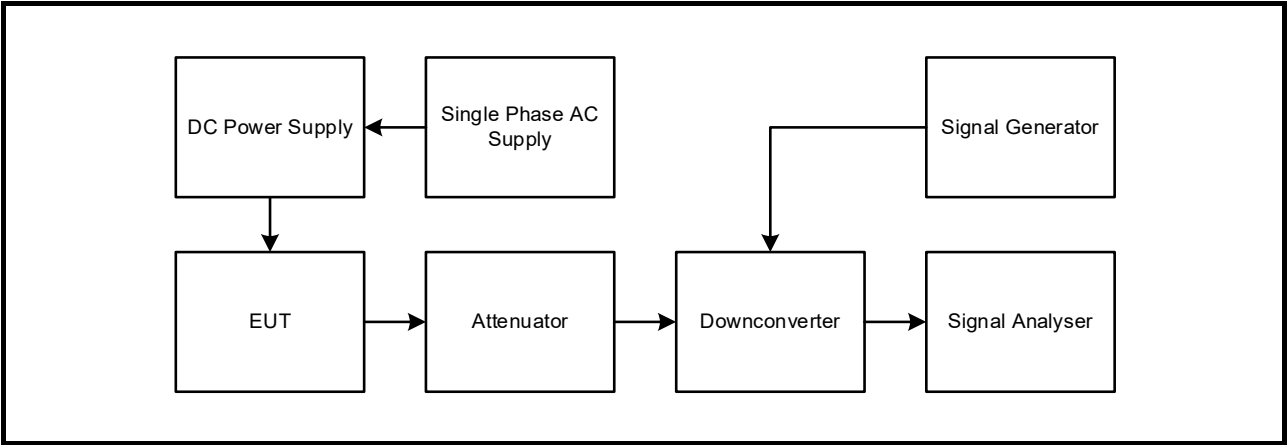 DC Power Supply
Single Phase AC
Supply
Signal Generator
EUT
Attenuator
Downconverter
Signal Analyser